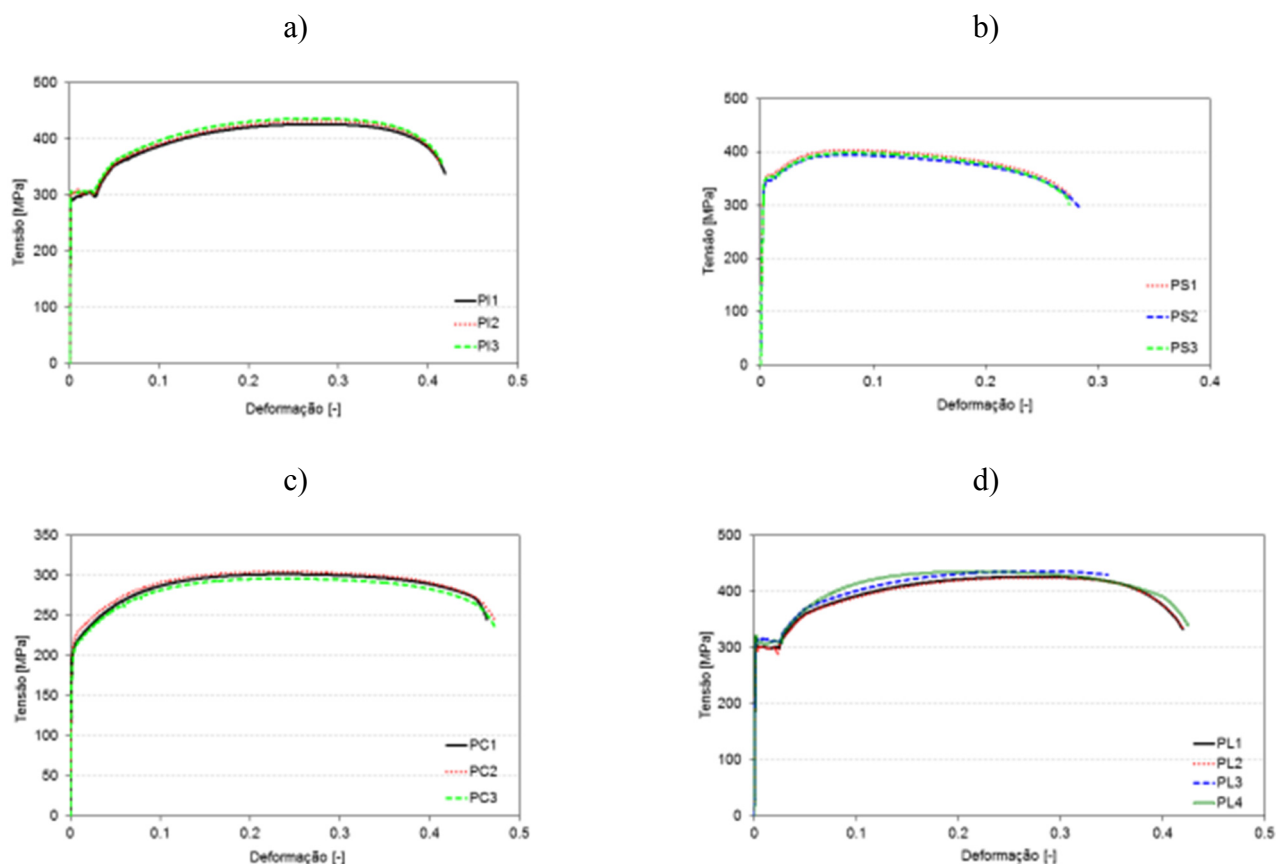 a)
500
400
300
200
100
0
Tensão [MPa]
PI1
PI2
PI3
0 0.1 0.2 0.3 0.4 0.5
Deformação [-]
b)
500
400
300
200
100
0
Tensão [MPa]
PS1
PS2
PS3
0 0.1 0.2 0.3 0.4
Deformação [-]
c)
350
300
250
200
150
100
50
0
Tensão [MPa]
PC1
PC2
PC3
0 0.1 0.2 0.3 0.4 0.5
Deformação [-]
d)
500
400
300
200
100
0
Tensão [MPa]
PL1
PL2
PL3
PL4
0 0.1 0.2 0.3 0.4 0.5
Deformação [-]